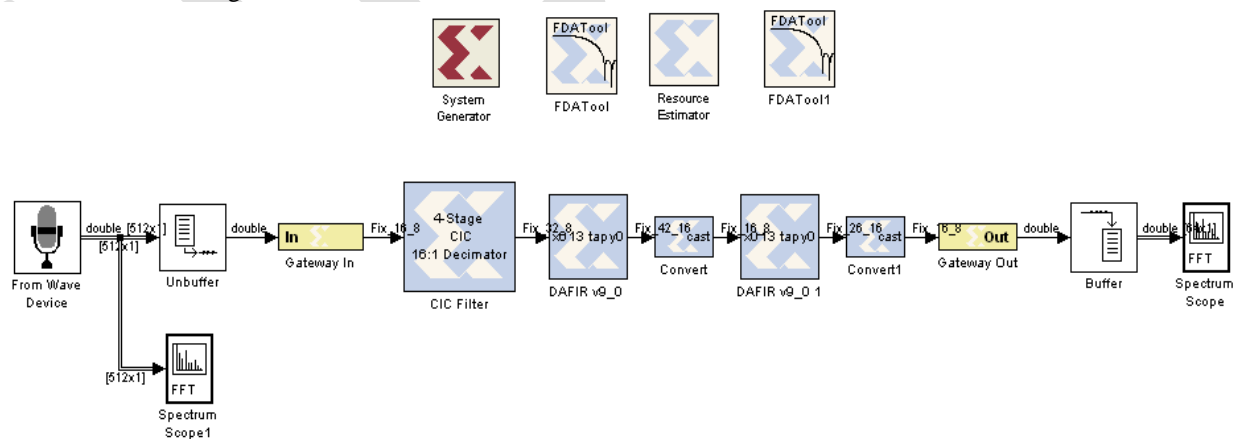 FDATool
FDATool
System
Generator
FDATool
Resource
Estimator
FDATool1
double [512x1]
[512x1]
double
In
Fix_16_8
4-Stage
CIC
16:1 Decimator
Fix_32_8
13 tapy0
Fix_42_16
cast
Fix_16_8
13 tapy0
Fix_26_16
cast
Fix_16_8
Out
double
double [64x1]
FFT
From Wave
Device
Unbuffer
Gateway In
CIC Filter
DAFIR v9_0
Convert
DAFIR v9_0 1
Convert1
Gateway Out
Buffer
Spectrum
Scope
[512x1]
FFT
Spectrum
Scope1